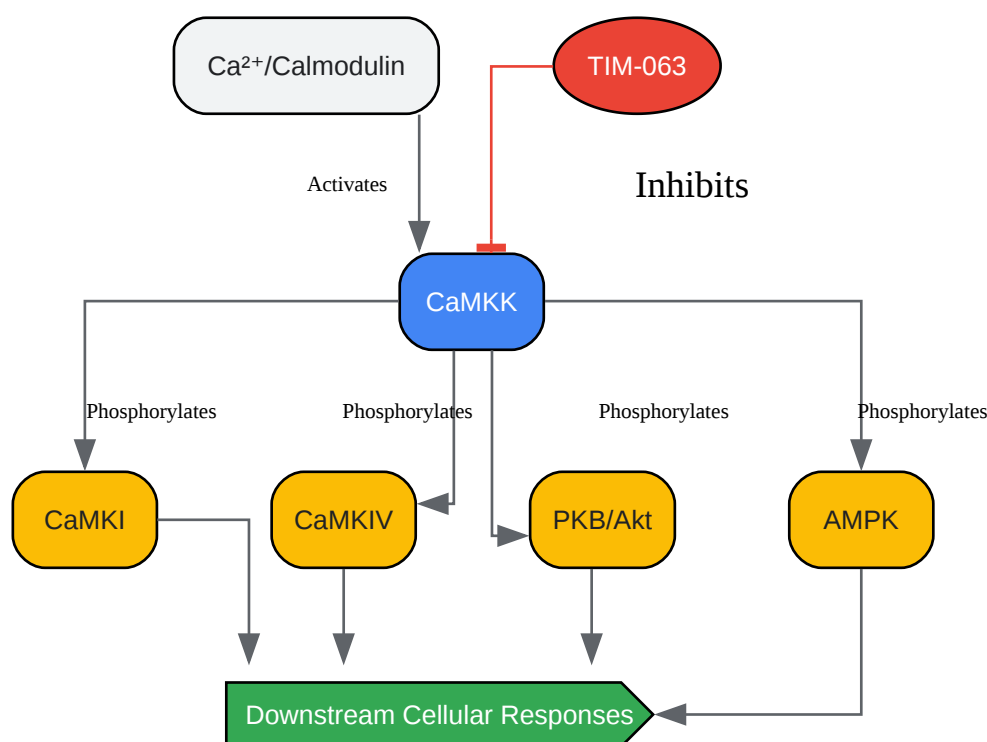 Ca²⁺/Calmodulin
TIM-063
Activates
Inhibits
CaMKK
Phosphorylates
Phosphorylates
Phosphorylates
Phosphorylates
CaMKI
CaMKIV
PKB/Akt
AMPK
Downstream Cellular Responses